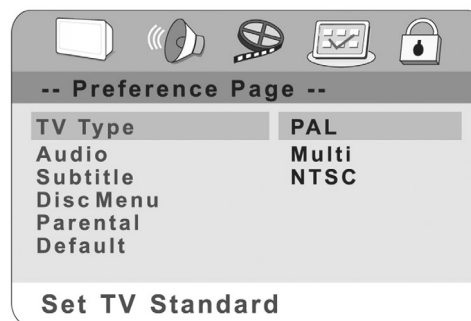 -- Preference Page --
TV Type PAL
Audio Multi
Subtitle NTSC
Disc Menu
Parental
Default
Set TV Standard